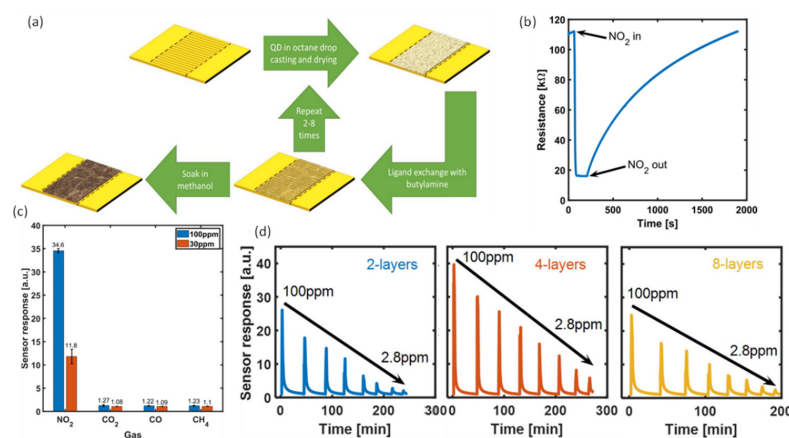 (a)
QD in octane drop
casting and drying
Repeat
2-8
times
Soak in
methanol
Ligand exchange with
butylamine
(b)
120
100
80
60
40
20
0
Resistance [kΩ]
NO2 in
NO2 out
0
500
1000
1500
2000
Time [s]
(c)
40
35
30
25
20
15
10
5
0
Sensor response [a.u.]
100ppm
30ppm
34.6
11.8
1.27
1.08
1.22
1.09
1.23
1.1
NO2
CO2
CO
CH4
Gas
(d)
Sensor response [a.u.]
40
30
20
10
0
2-layers
100ppm
2.8ppm
0
100
200
300
Time [min]
4-layers
100ppm
2.8ppm
0
100
200
300
Time [min]
8-layers
100ppm
2.8ppm
0
50
100
150
200
Time [min]